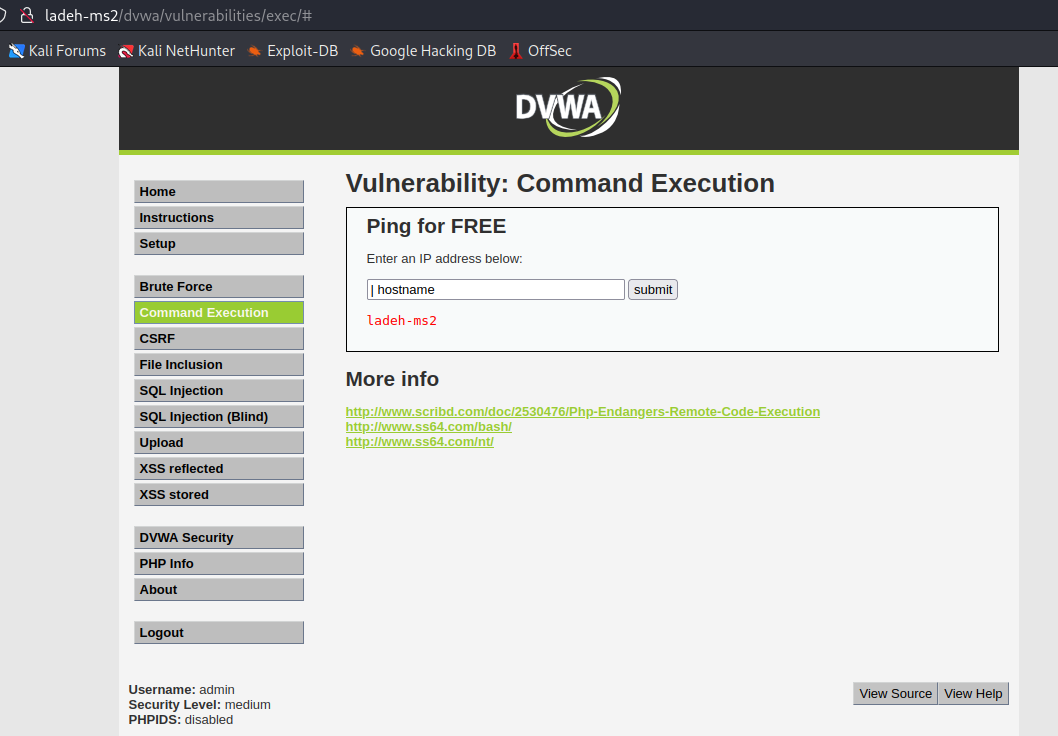 ladeh-ms2/dvwa/vulnerabilities/exec/#
Kali Forums Kali NetHunter Exploit-DB Google Hacking DB OffSec
DVWA
Home
Instructions
Setup
Brute Force
Command Execution
CSRF
File Inclusion
SQL Injection
SQL Injection (Blind)
Upload
XSS reflected
XSS stored
DVWA Security
PHP Info
About
Logout
Vulnerability: Command Execution
Ping for FREE
Enter an IP address below:
| hostname submit
ladeh-ms2
More info
http://www.scribd.com/doc/2530476/Php-Endangers-Remote-Code-Execution
http://www.ss64.com/bash/
http://www.ss64.com/nt/
Username: admin
Security Level: medium
PHPIDS: disabled
View Source View Help